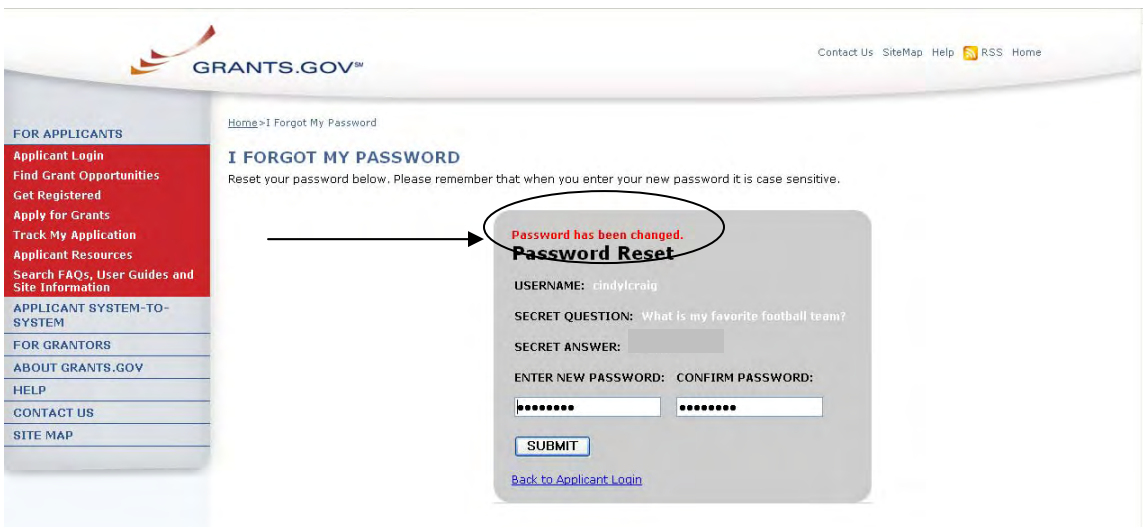 GRANTS.GOV℠
Contact Us SiteMap Help RSS Home
Home>I Forgot My Password
FOR APPLICANTS
Applicant Login
Find Grant Opportunities
Get Registered
Apply for Grants
Track My Application
Applicant Resources
Search FAQs, User Guides and
Site Information
APPLICANT SYSTEM-TO-
SYSTEM
FOR GRANTORS
ABOUT GRANTS.GOV
HELP
CONTACT US
SITE MAP
I FORGOT MY PASSWORD
Reset your password below. Please remember that when you enter your new password it is case sensitive.
Password has been changed.
Password Reset
USERNAME: cindylcraig
SECRET QUESTION: What is my favorite football team?
SECRET ANSWER:
ENTER NEW PASSWORD: CONFIRM PASSWORD:
•••••••• ••••••••
SUBMIT
Back to Applicant Login